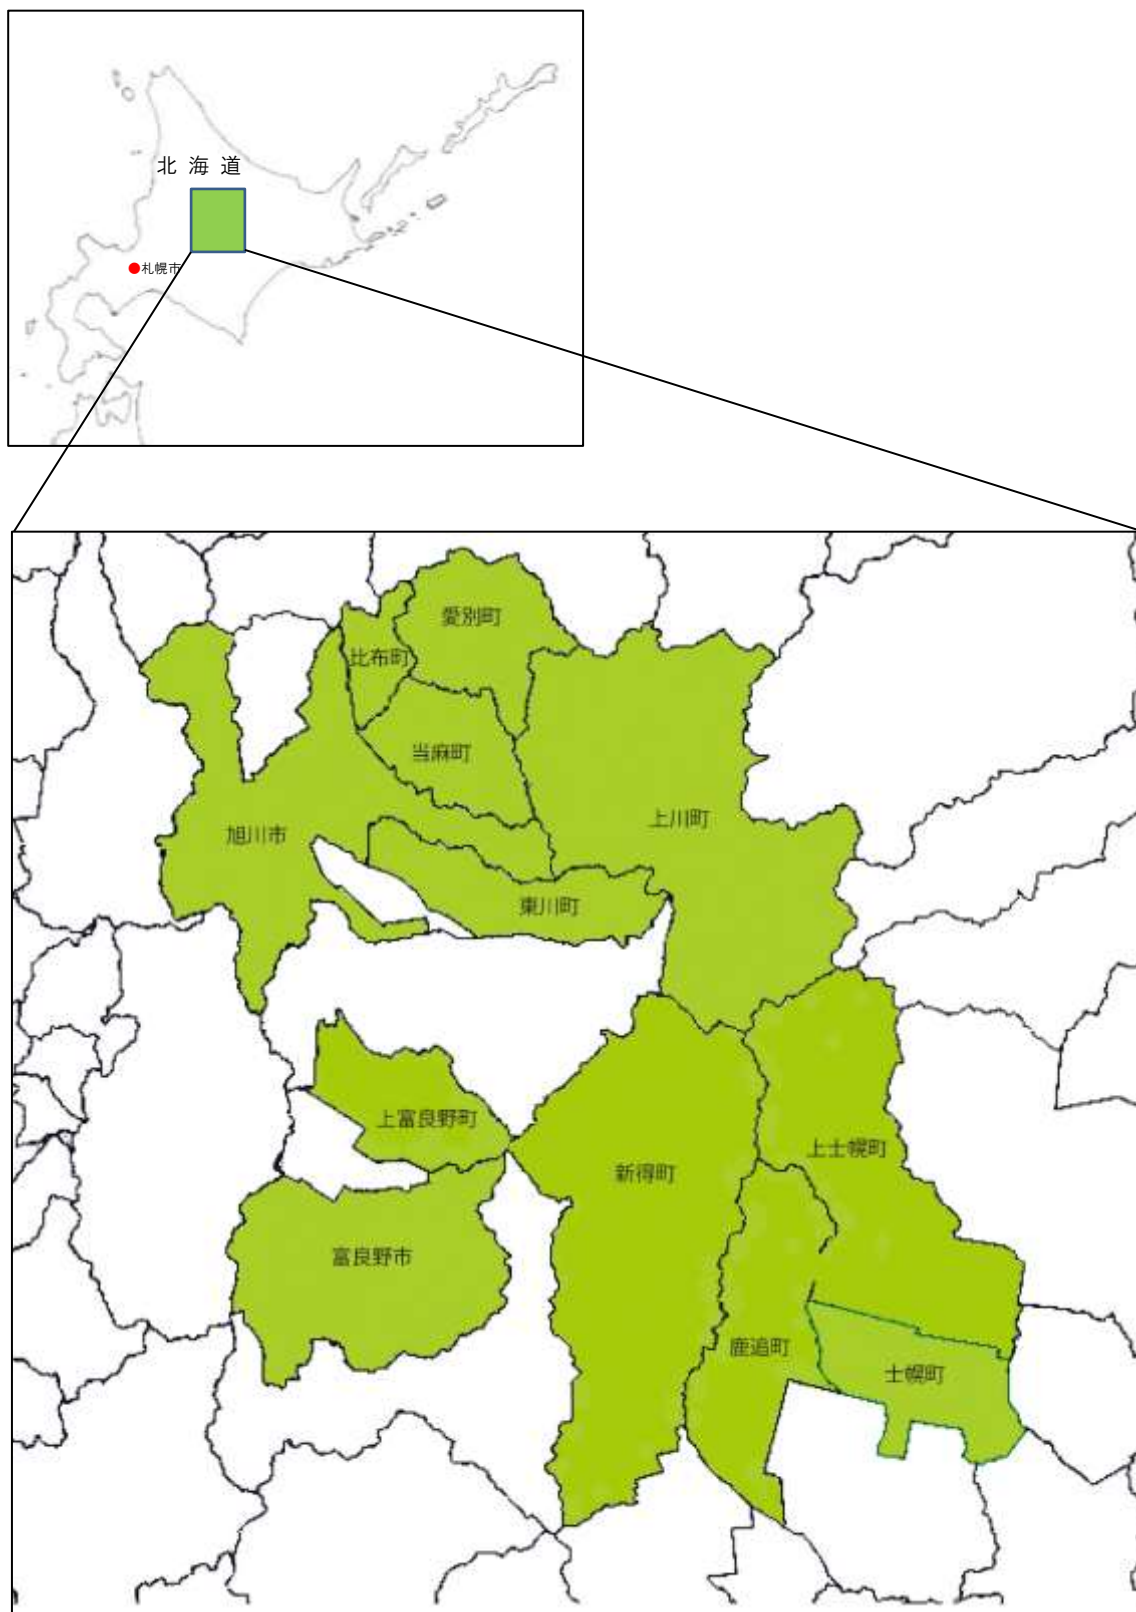 北海道
札幌市
愛別町
比布町
当麻町
上川町
旭川市
東川町
上富良野町
上士幌町
新得町
富良野市
鹿追町
士幌町